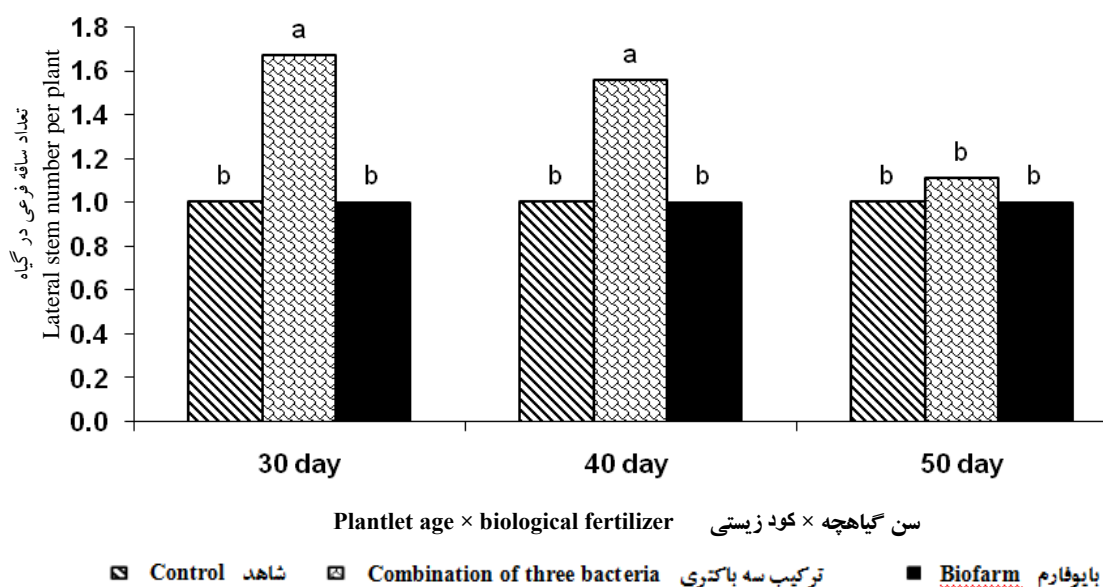 تعداد ساقه فرعی در گیاه
Lateral stem number per plant
1.8
1.6
1.4
1.2
1.0
0.8
0.6
0.4
0.2
0.0
b a b
b a b
b b b
30 day 40 day 50 day
Plantlet age × biological fertilizer سن گیاهچه × کود زیستی
Control شاهد Combination of three bacteria ترکیب سه باکتری Biofarm بایوفارم